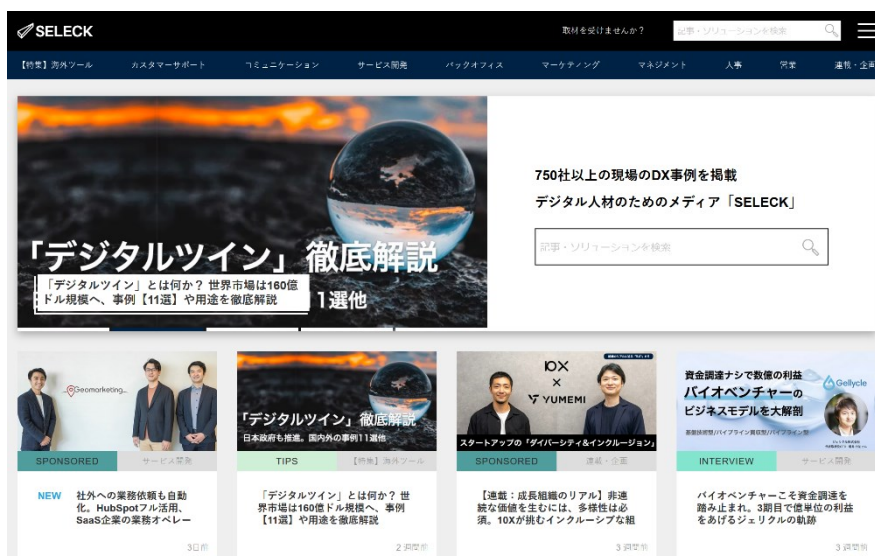 SELECK
取材を受けませんか？
記事・ソリューションを検索
【特集】海外ツール
カスタマーサポート
コミュニケーション
サービス開発
バックオフィス
マーケティング
マネジメント
人事
営業
連載・企画
「デジタルツイン」徹底解説
「デジタルツイン」とは何か？ 世界市場は160億
ドル規模へ、事例【11選】や用途を徹底解説
11選他
750社以上の現場のDX事例を掲載
デジタル人材のためのメディア「SELECK」
記事・ソリューションを検索
Geomarketing
SPONSORED
サービス開発
NEW
社外への業務依頼も自動
化。HubSpotフル活用、
SaaS企業の業務オペレー
3日前
「デジタルツイン」徹底解説
日本政府も推進。国内外の事例11選他
TIPS
【特集】海外ツール
「デジタルツイン」とは何か？ 世
界市場は160億ドル規模へ、事例
【11選】や用途を徹底解説
2週間前
10X
×
YUMEMI
スタートアップの「ダイバーシティ&インクルージョン」
SPONSORED
連載・企画
【連載：成長組織のリアル】非連
続な価値を生むには、多様性は必
須。10Xが挑むインクルーシブな組
3週間前
資金調達ナシで数億の利益
バイオベンチャーの
ビジネスモデルを大解剖
基盤技術型/パイプライン買収型/パイプライン型
Gellycle
INTERVIEW
サービス開発
バイオベンチャーこそ資金調達を
踏み止まれ。3期目で億単位の利益
をあげるジェリクルの軌跡
3週間前